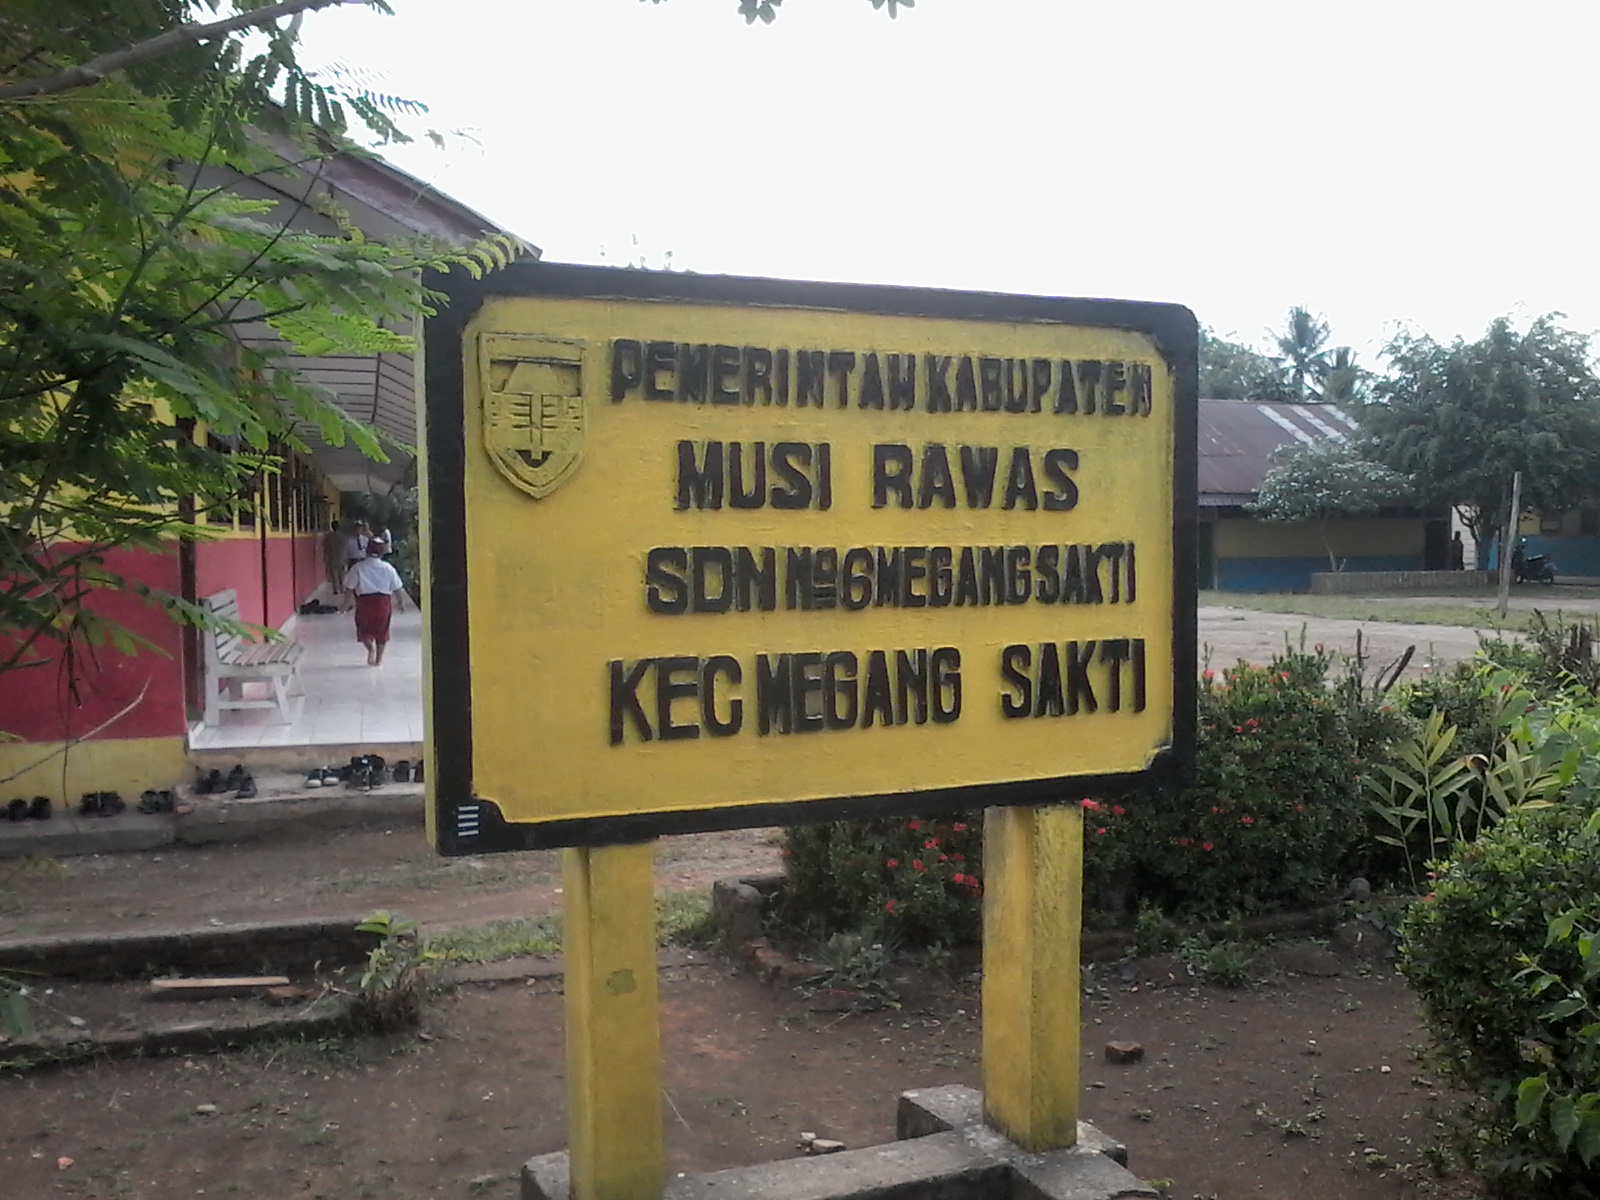 PEMERINTAH KABUPATEN
MUSI RAWAS
SDN № 6 MEGANG SAKTI
KEC MEGANG SAKTI